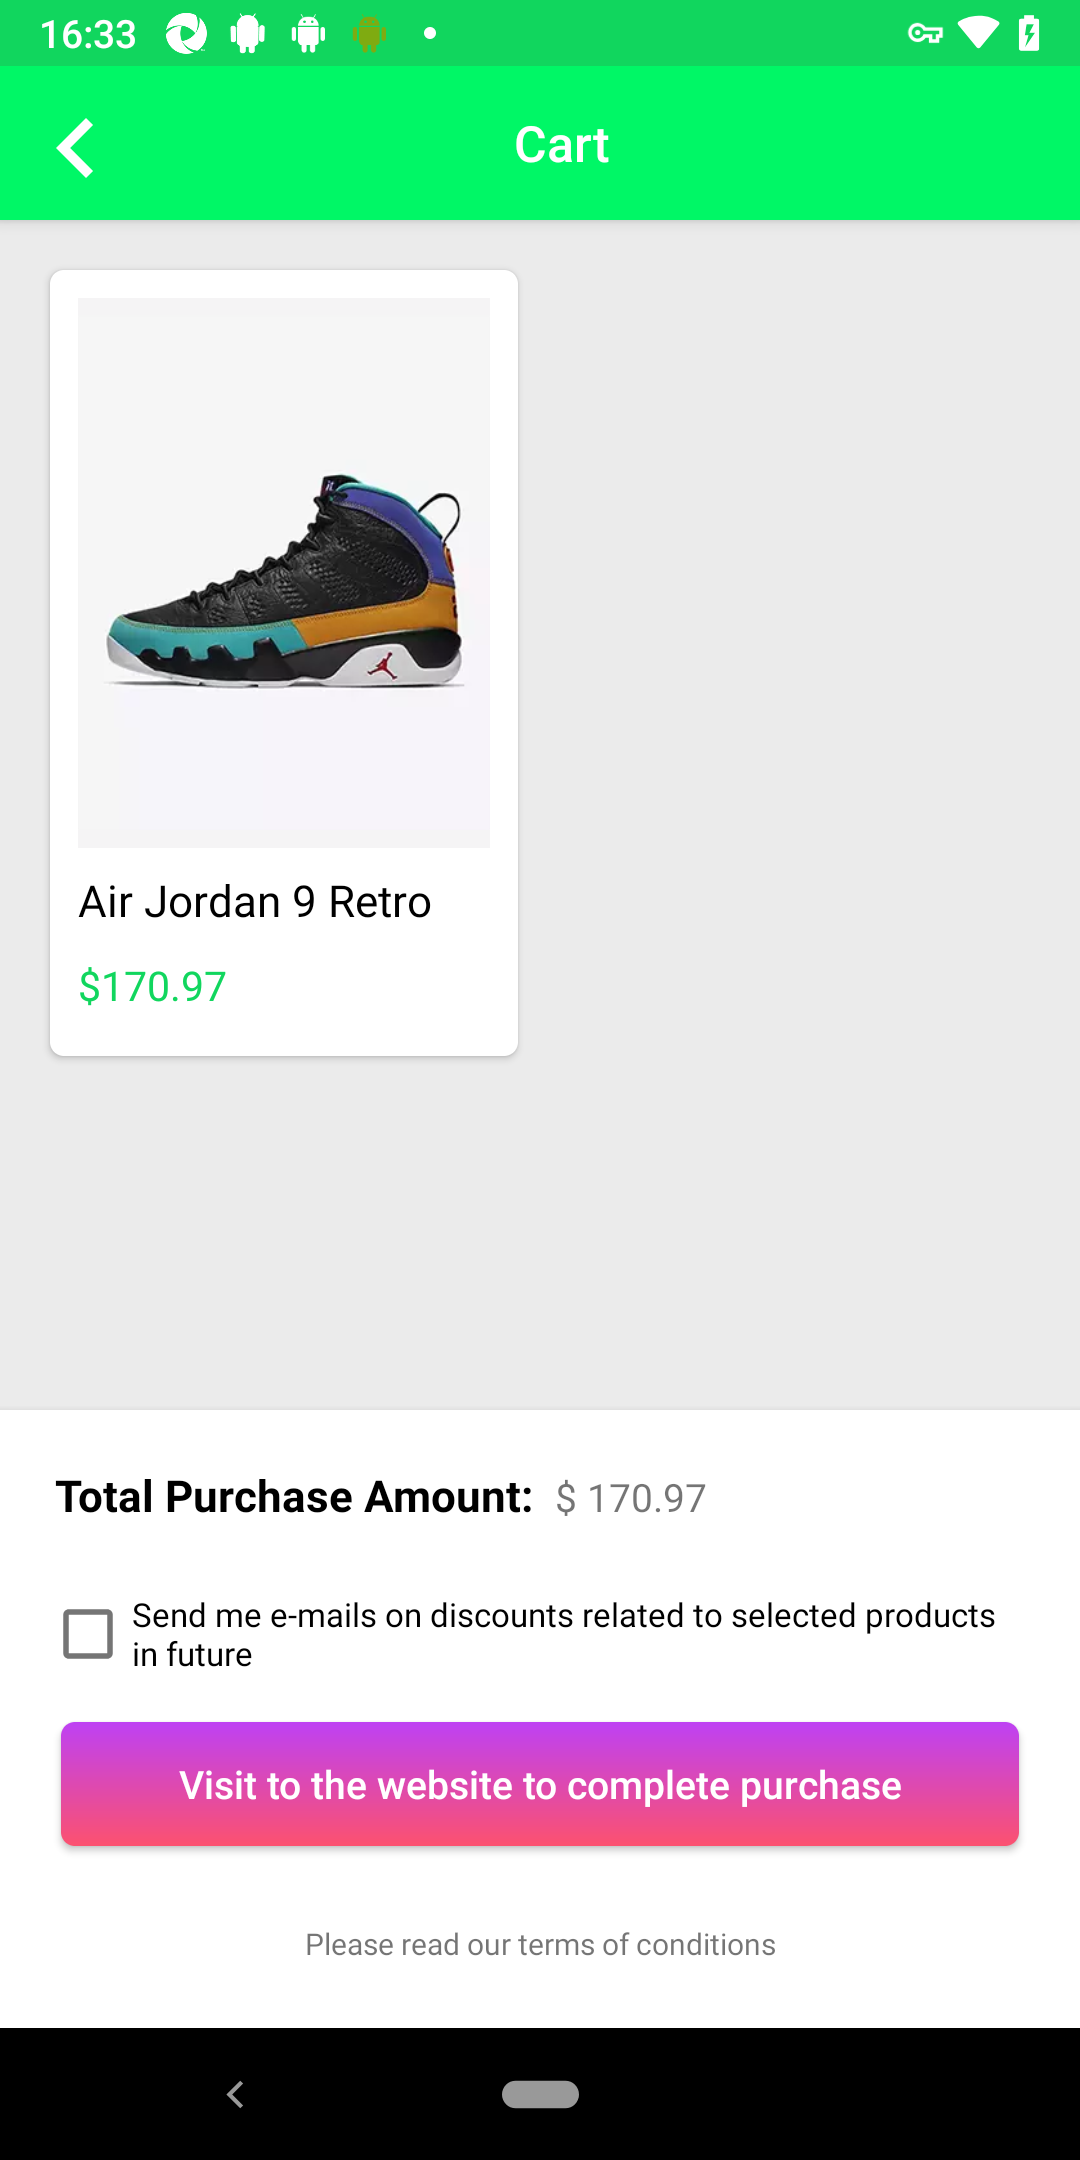 16:33
Cart
Air Jordan 9 Retro
$170.97
Total Purchase Amount: $ 170.97
Send me e-mails on discounts related to selected products
in future
Visit to the website to complete purchase
Please read our terms of conditions